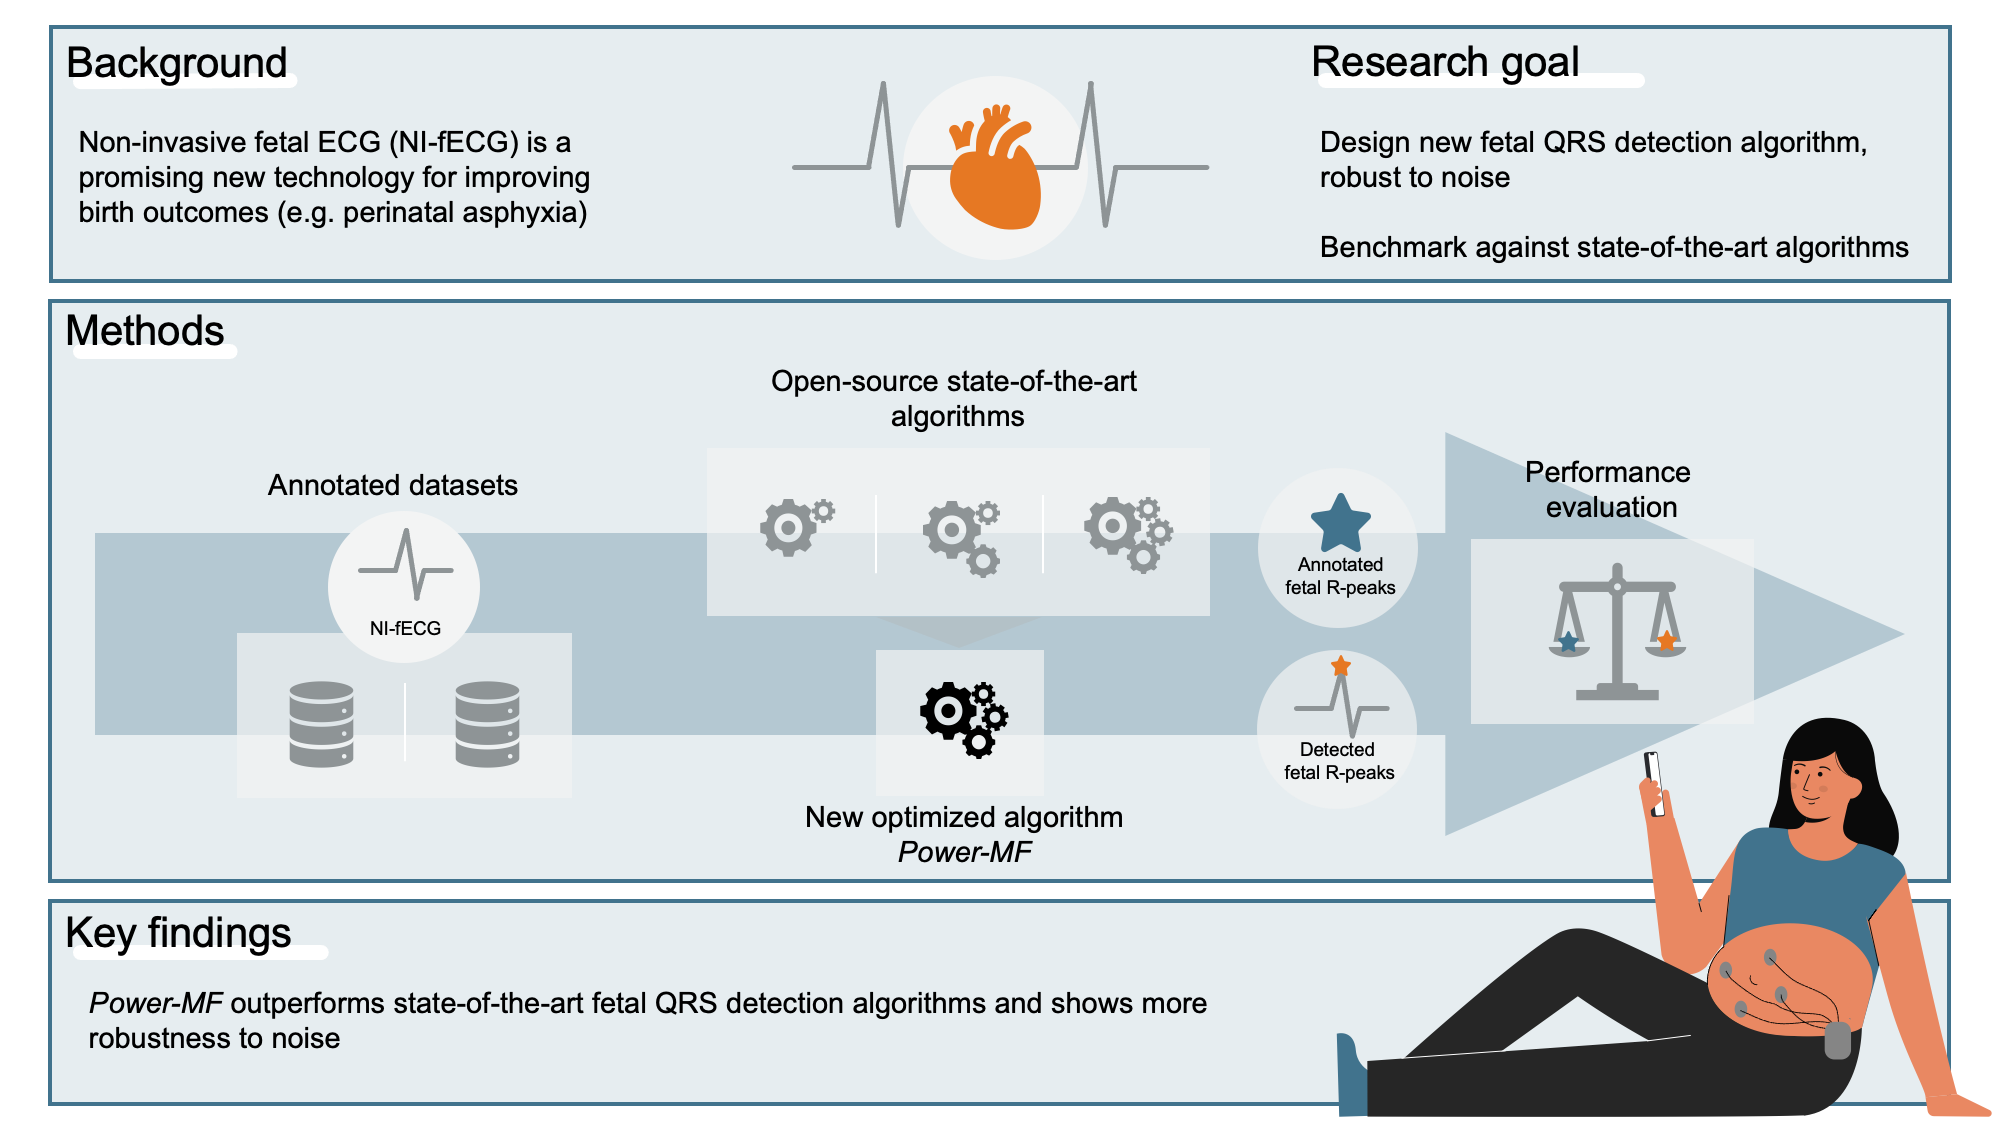 Background
Non-invasive fetal ECG (NI-fECG) is a
promising new technology for improving
birth outcomes (e.g. perinatal asphyxia)
Research goal
Design new fetal QRS detection algorithm,
robust to noise
Benchmark against state-of-the-art algorithms
Methods
Annotated datasets
NI-fECG
Open-source state-of-the-art
algorithms
New optimized algorithm
Power-MF
Annotated
fetal R-peaks
Detected
fetal R-peaks
Performance
evaluation
Key findings
Power-MF outperforms state-of-the-art fetal QRS detection algorithms and shows more
robustness to noise